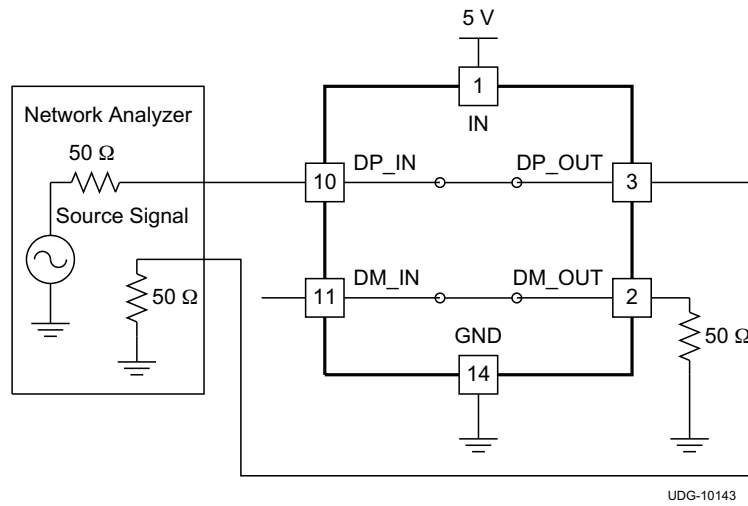 5 V
1
IN
Network Analyzer
50 Ω
Source Signal
50 Ω
10
DP_IN
DP_OUT
3
11
DM_IN
DM_OUT
2
50 Ω
GND
14
UDG-10143